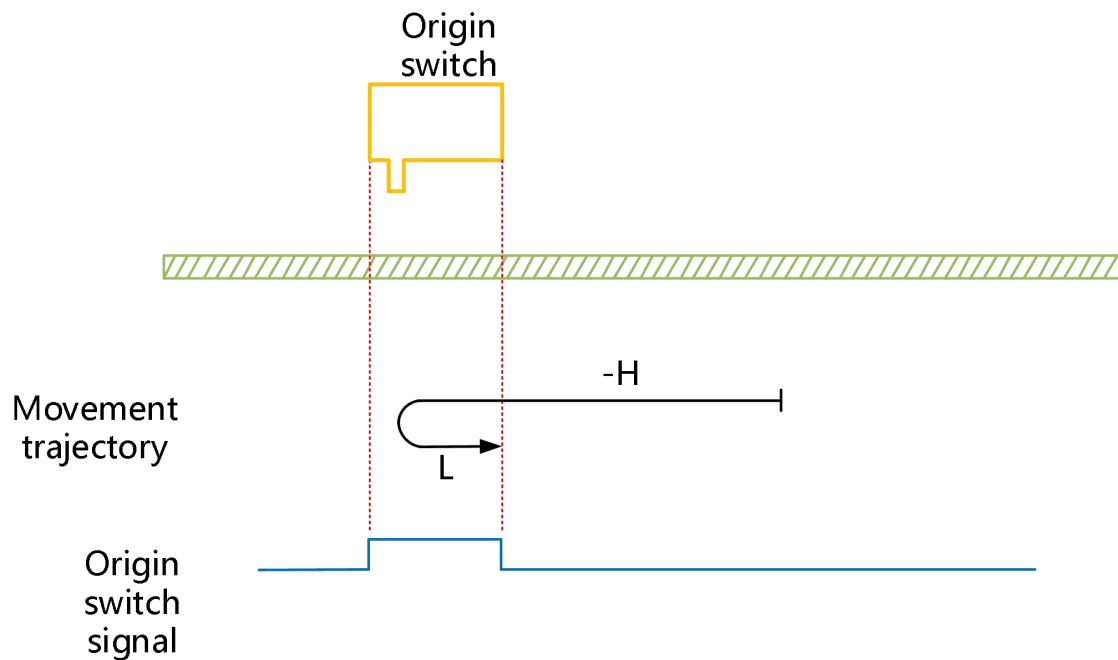 Origin
switch
-H
Movement
trajectory
L
Origin
switch
signal